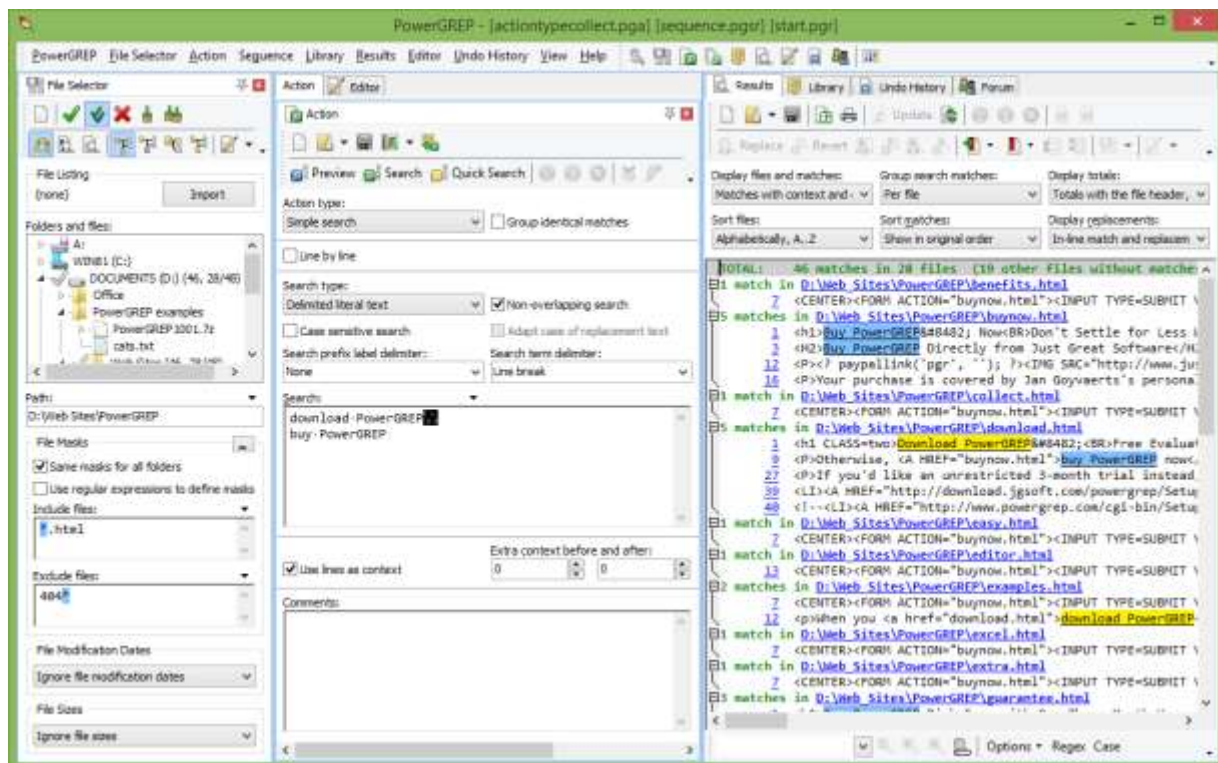 PowerGREP - [actiontypecollect.pga] [sequence.pgsr] [start.pgr]
PowerGREP File Selector Action Sequence Library Results Editor Undo History View Help
File Selector
File Listing
(none) Import
Folders and files:
A:
WIN81 (C:)
DOCUMENTS (D:) (46, 28/48)
Office
PowerGREP examples
PowerGREP1001.7z
cats.txt
Path:
D:\Web Sites\PowerGREP
File Masks
Same masks for all folders
Use regular expressions to define masks
Include files:
*.html
Exclude files:
404*
File Modification Dates
Ignore file modification dates
File Sizes
Ignore file sizes
Action Editor
Action
Preview Search Quick Search
Action type:
Simple search Group identical matches
Line by line
Search type:
Delimited literal text Non-overlapping search
Case sensitive search Adapt case of replacement text
Search prefix label delimiter: Search term delimiter:
None Line break
Search:
download·PowerGREP
buy·PowerGREP
Extra context before and after:
Use lines as context 0 0
Comments:
Results Library Undo History Forum
Update
Replace Revert
Display files and matches: Group search matches: Display totals:
Matches with context and Per file Totals with the file header,
Sort files: Sort matches: Display replacements:
Alphabetically, A..Z Show in original order In-line match and replacem
TOTAL: 46 matches in 28 files (19 other files without matche
1 match in D:\Web Sites\PowerGREP\benefits.html
7 <CENTER><FORM ACTION="buynow.html"><INPUT TYPE=SUBMIT V
5 matches in D:\Web Sites\PowerGREP\buynow.html
1 <h1>Buy PowerGREP&#8482; Now<BR>Don't Settle for Less
3 <H2>Buy PowerGREP Directly from Just Great Software</H
12 <P><? paypallink('pgr', ''); ?><IMG SRC="http://www.ju
16 <P>Your purchase is covered by Jan Goyvaerts's persona
1 match in D:\Web Sites\PowerGREP\collect.html
7 <CENTER><FORM ACTION="buynow.html"><INPUT TYPE=SUBMIT V
5 matches in D:\Web Sites\PowerGREP\download.html
1 <h1 CLASS=two>Download PowerGREP&#8482;<BR>Free Evaluat
9 <P>Otherwise, <A HREF="buynow.html">buy PowerGREP now<
27 <P>If you'd like an unrestricted 3-month trial instead
39 <LI><A HREF="http://download.jgsoft.com/powergrep/Setup
40 <!--<LI><A HREF="http://www.powergrep.com/cgi-bin/Setup
1 match in D:\Web Sites\PowerGREP\easy.html
7 <CENTER><FORM ACTION="buynow.html"><INPUT TYPE=SUBMIT V
1 match in D:\Web Sites\PowerGREP\editor.html
13 <CENTER><FORM ACTION="buynow.html"><INPUT TYPE=SUBMIT V
2 matches in D:\Web Sites\PowerGREP\examples.html
7 <CENTER><FORM ACTION="buynow.html"><INPUT TYPE=SUBMIT V
12 <p>When you <a href="download.html">download PowerGREP
1 match in D:\Web Sites\PowerGREP\excel.html
7 <CENTER><FORM ACTION="buynow.html"><INPUT TYPE=SUBMIT V
1 match in D:\Web Sites\PowerGREP\extra.html
7 <CENTER><FORM ACTION="buynow.html"><INPUT TYPE=SUBMIT V
3 matches in D:\Web Sites\PowerGREP\guarantee.html
Options Regex Case